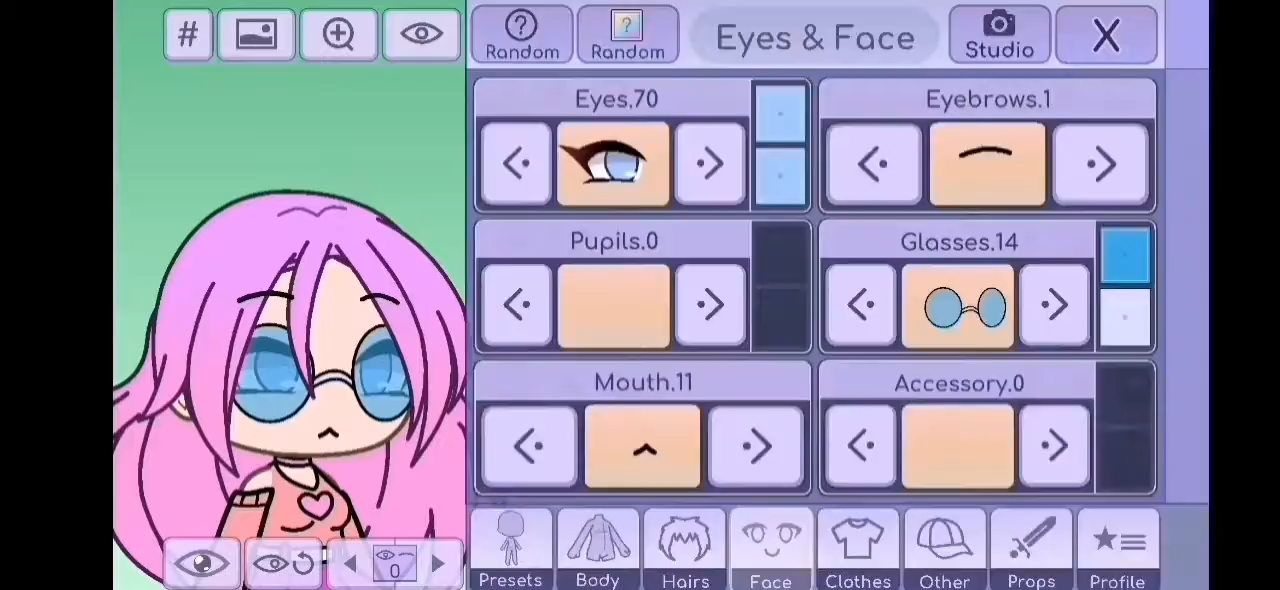 #
Random
Random
Eyes & Face
Studio
X
Eyes.70
Eyebrows.1
Pupils.0
Glasses.14
Mouth.11
Accessory.0
0
Presets
Body
Hairs
Face
Clothes
Other
Props
Profile